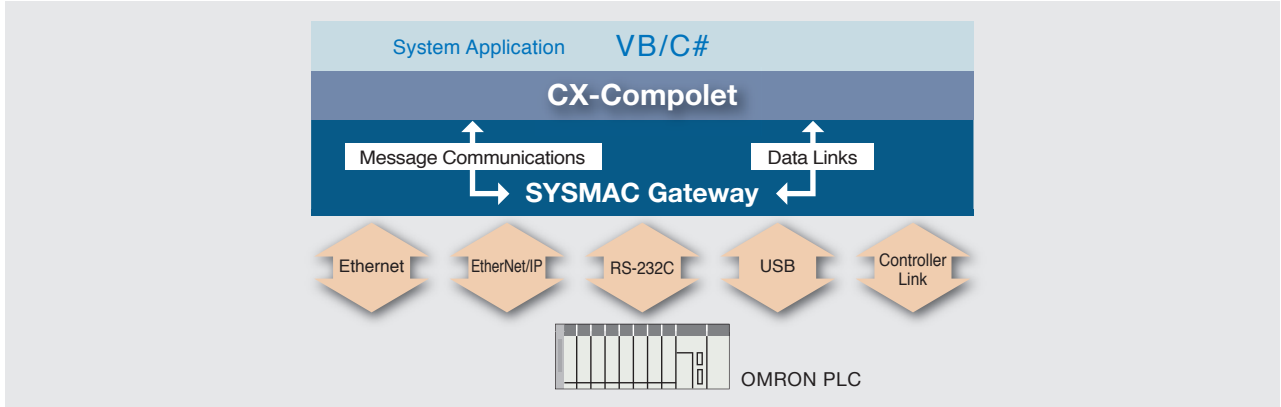 System Application VB/C#
CX-Compolet
Message Communications Data Links
SYSMAC Gateway
Ethernet EtherNet/IP RS-232C USB Controller
Link
OMRON PLC